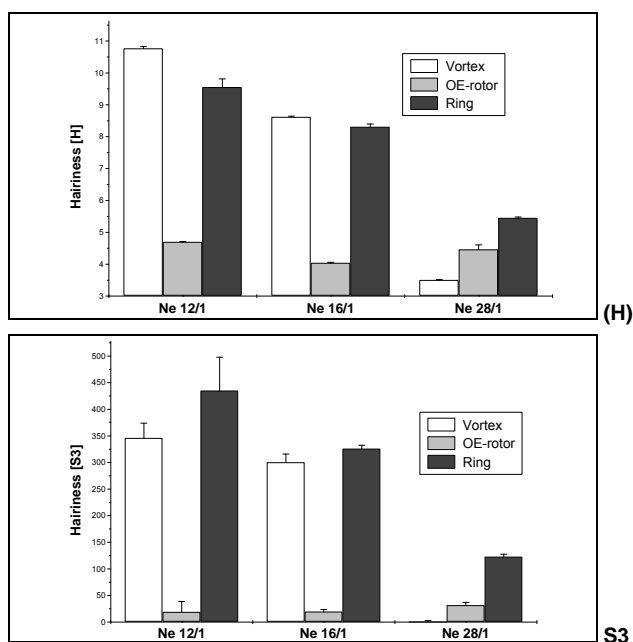 Hairiness [H]
11
10
9
8
7
6
5
4
3
Vortex
OE-rotor
Ring
Ne 12/1 Ne 16/1 Ne 28/1
(H)
Hairiness [S3]
500
450
400
350
300
250
200
150
100
50
0
Vortex
OE-rotor
Ring
Ne 12/1 Ne 16/1 Ne 28/1
S3